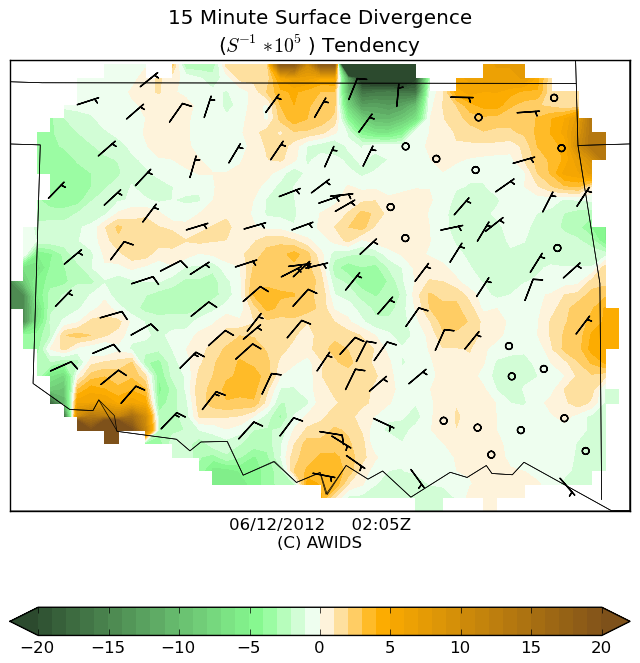 15 Minute Surface Divergence
(S⁻¹ *10⁵ ) Tendency
06/12/2012 02:05Z
(C) AWIDS
−20 −15 −10 −5 0 5 10 15 20